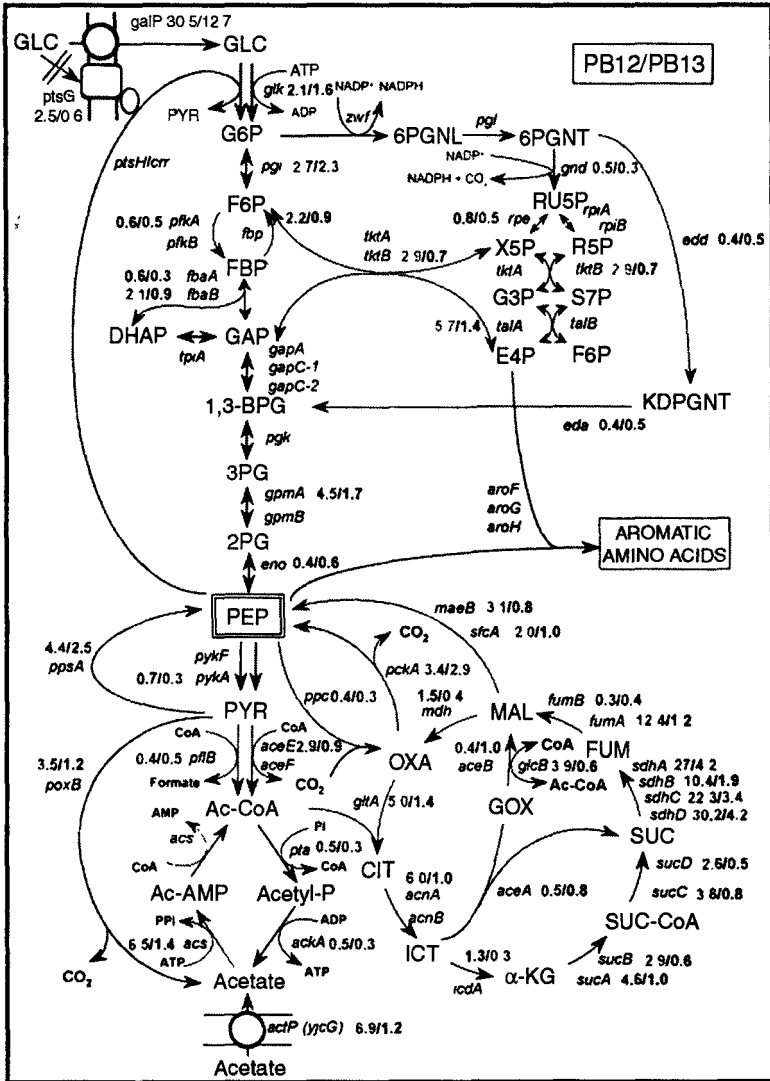 galP 30 5/12 7
GLC
GLC
PB12/PB13
ptsG
2.5/0 6
PYR
ATP
glk 2.1/1.6
ADP
NADP+ NADPH
zwf
G6P
6PGNL
pgl
6PGNT
ptsHIcrr
pgi 2 7/2.3
NADP+
NADPH + CO2
gnd 0.5/0.3
RU5P
F6P
0.6/0.5 pfkA
pfkB
fbp
2.2/0.9
tktA
tktB 2 9/0.7
0.8/0.5 rpe
rpiA
rpiB
X5P
R5P
edd 0.4/0.5
FBP
tktA
tktB 2 9/0.7
0.6/0.3 fbaA
2 1/0.9 fbaB
G3P
S7P
DHAP
tpiA
GAP
5 7/1.4
talA
talB
E4P
F6P
gapA
gapC-1
gapC-2
1,3-BPG
KDPGNT
eda 0.4/0.5
pgk
3PG
gpmA 4.5/1.7
gpmB
aroF
aroG
aroH
2PG
AROMATIC
AMINO ACIDS
eno 0.4/0.6
PEP
maeB 3 1/0.8
sfcA 2 0/1.0
CO2
4.4/2.5
ppsA
0.7/0.3
pykF
pykA
pckA 3.4/2.9
ppc 0.4/0.3
1.5/0 4
mdh
MAL
fumB 0.3/0.4
fumA 12 4/1 2
PYR
CoA
CoA
0.4/0.5 pflB
aceE 2.9/0.9
aceF
3.5/1.2
poxB
Formate
CO2
OXA
0.4/1.0
aceB
CoA
glcB 3 9/0.6
Ac-CoA
FUM
sdhA 27/4 2
sdhB 10.4/1.9
sdhC 22 3/3.4
sdhD 30.2/4.2
Ac-CoA
gltA 5 0/1.4
GOX
AMP
acs
CoA
Pi
pta 0.5/0.3
CoA
CIT
SUC
sucD 2.6/0.5
Ac-AMP
Acetyl-P
6 0/1.0
acnA
acnB
aceA 0.5/0.8
sucC 3 8/0.8
SUC-CoA
PPi
6 5/1.4 acs
ATP
ADP
ackA 0.5/0.3
ATP
ICT
1.3/0 3
icdA
α-KG
sucB 2 9/0.6
sucA 4.6/1.0
CO2
Acetate
actP (yjcG) 6.9/1.2
Acetate